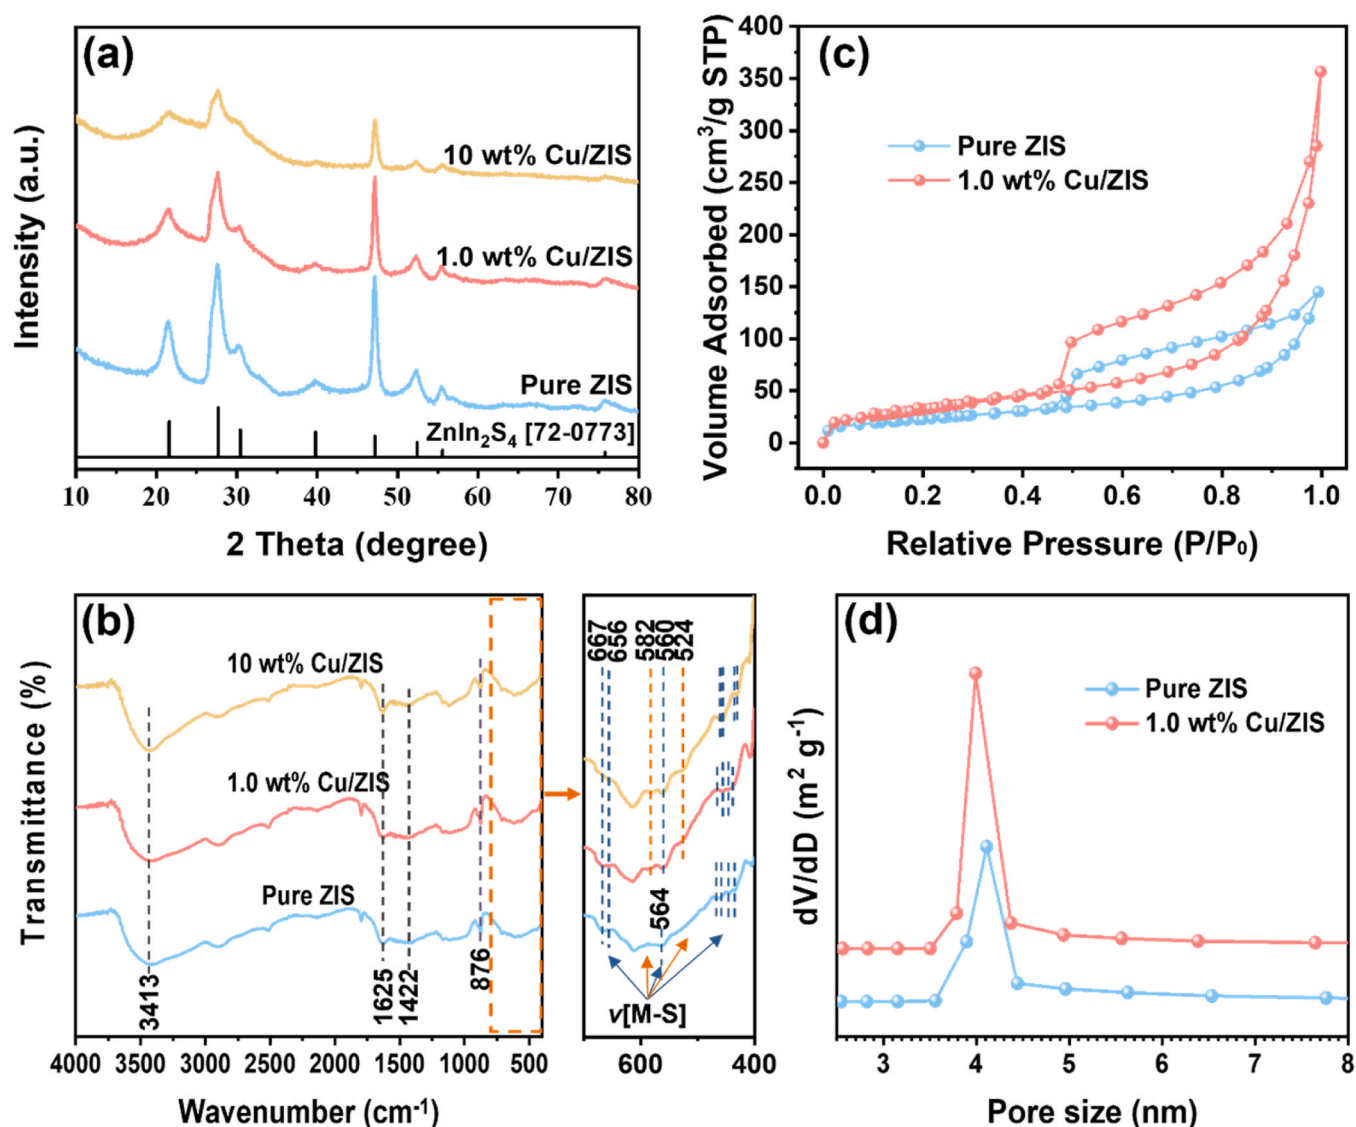 (a)
10 wt% Cu/ZIS
1.0 wt% Cu/ZIS
Pure ZIS
ZnIn₂S₄ [72-0773]
Intensity (a.u.)
10 20 30 40 50 60 70 80
2 Theta (degree)
(c)
400
350
300
250
200
150
100
50
0
Volume Adsorbed (cm³/g STP)
Pure ZIS
1.0 wt% Cu/ZIS
0.0 0.2 0.4 0.6 0.8 1.0
Relative Pressure (P/P₀)
(b)
10 wt% Cu/ZIS
1.0 wt% Cu/ZIS
Pure ZIS
3413
1625
1422
876
Transmittance (%)
4000 3500 3000 2500 2000 1500 1000 500
Wavenumber (cm⁻¹)
667
656
582
560
524
564
ν[M-S]
600 400
(d)
Pure ZIS
1.0 wt% Cu/ZIS
dV/dD (m² g⁻¹)
3 4 5 6 7 8
Pore size (nm)